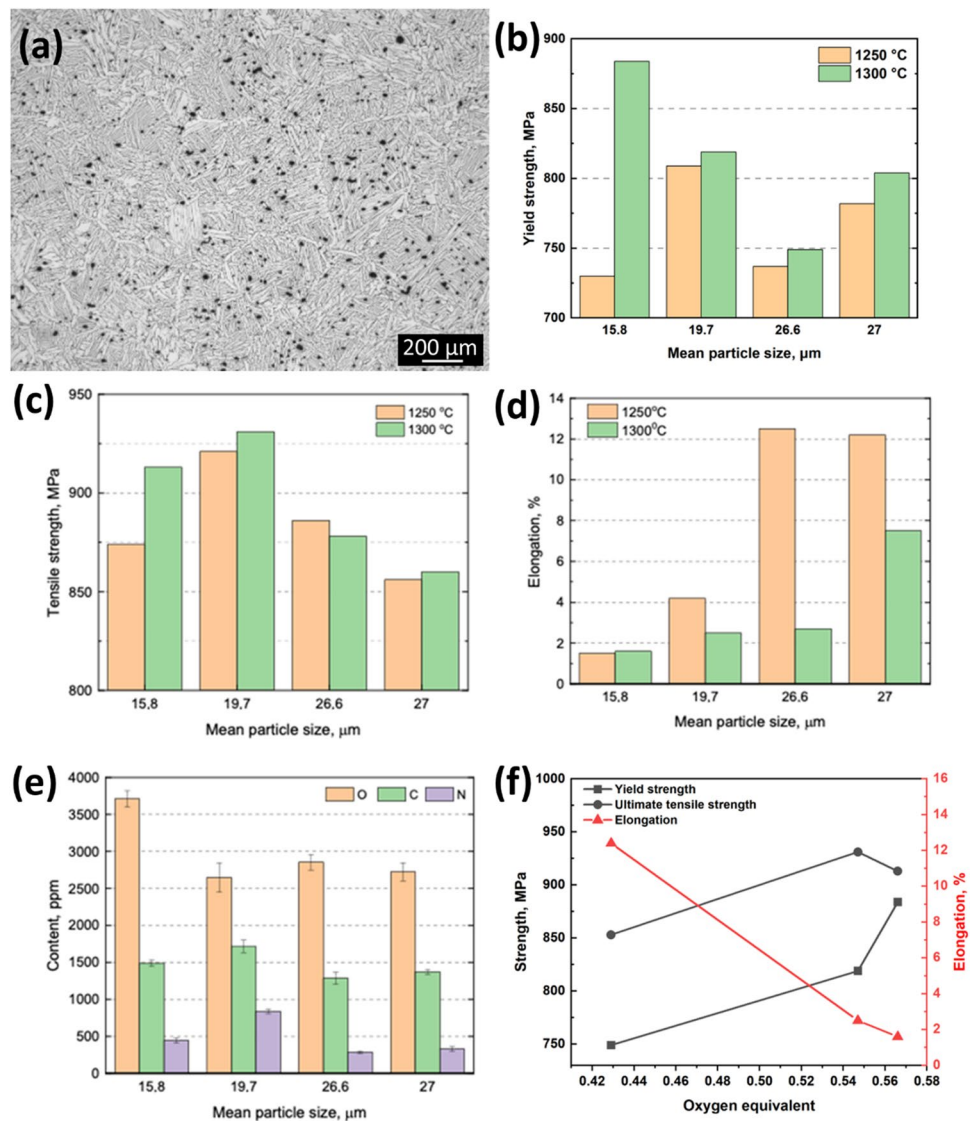 (a)
200 μm
(b)
900
850
800
750
700
Yield strength, MPa
1250 °C
1300 °C
15.8 19.7 26.6 27
Mean particle size, μm
(c)
950
900
850
800
Tensile strength, MPa
1250 °C
1300 °C
15,8 19,7 26,6 27
Mean particle size, μm
(d)
14
12
10
8
6
4
2
0
Elongation, %
1250°C
1300°C
15,8 19,7 26,6 27
Mean particle size, μm
(e)
4000
3500
3000
2500
2000
1500
1000
500
0
Content, ppm
O C N
15,8 19,7 26,6 27
Mean particle size, μm
(f)
1000
950
900
850
800
750
Strength, MPa
Yield strength
Ultimate tensile strength
Elongation
16
14
12
10
8
6
4
2
0
Elongation, %
0.42 0.44 0.46 0.48 0.50 0.52 0.54 0.56 0.58
Oxygen equivalent